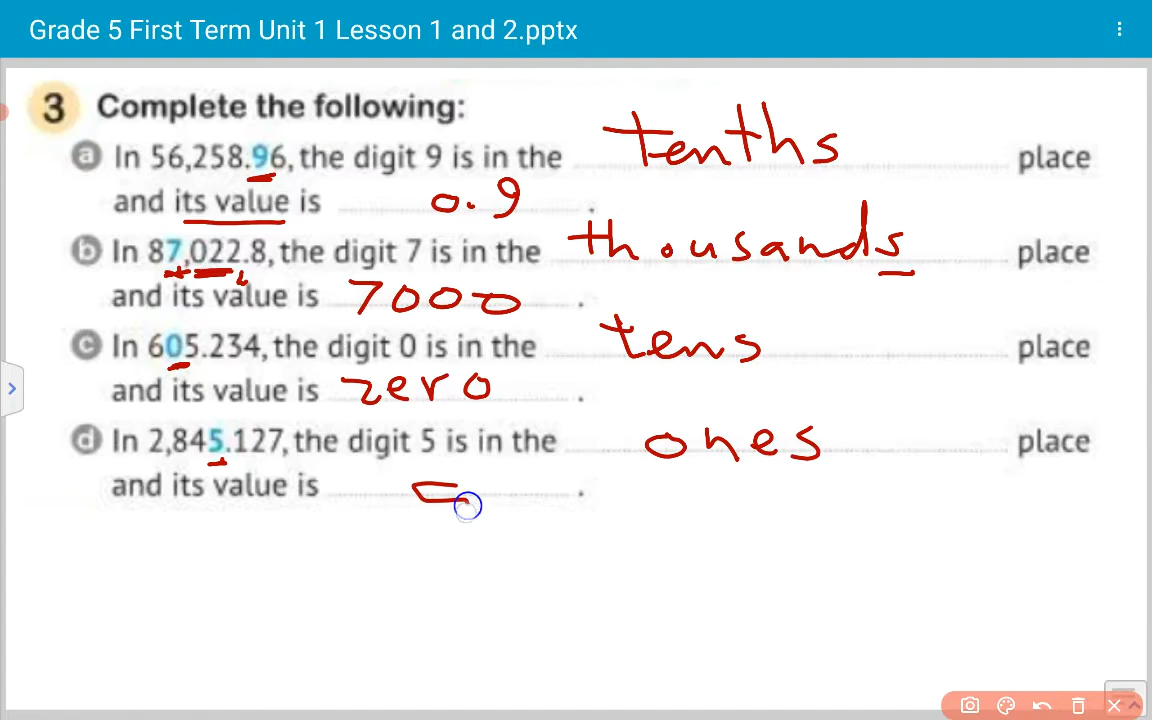 Grade 5 First Term Unit 1 Lesson 1 and 2.pptx
3 Complete the following:
a In 56,258.96, the digit 9 is in the tenths place
and its value is 0.9 .
b In 87,022.8, the digit 7 is in the thousands place
and its value is 7000 .
c In 605.234, the digit 0 is in the tens place
and its value is zero .
d In 2,845.127, the digit 5 is in the ones place
and its value is .